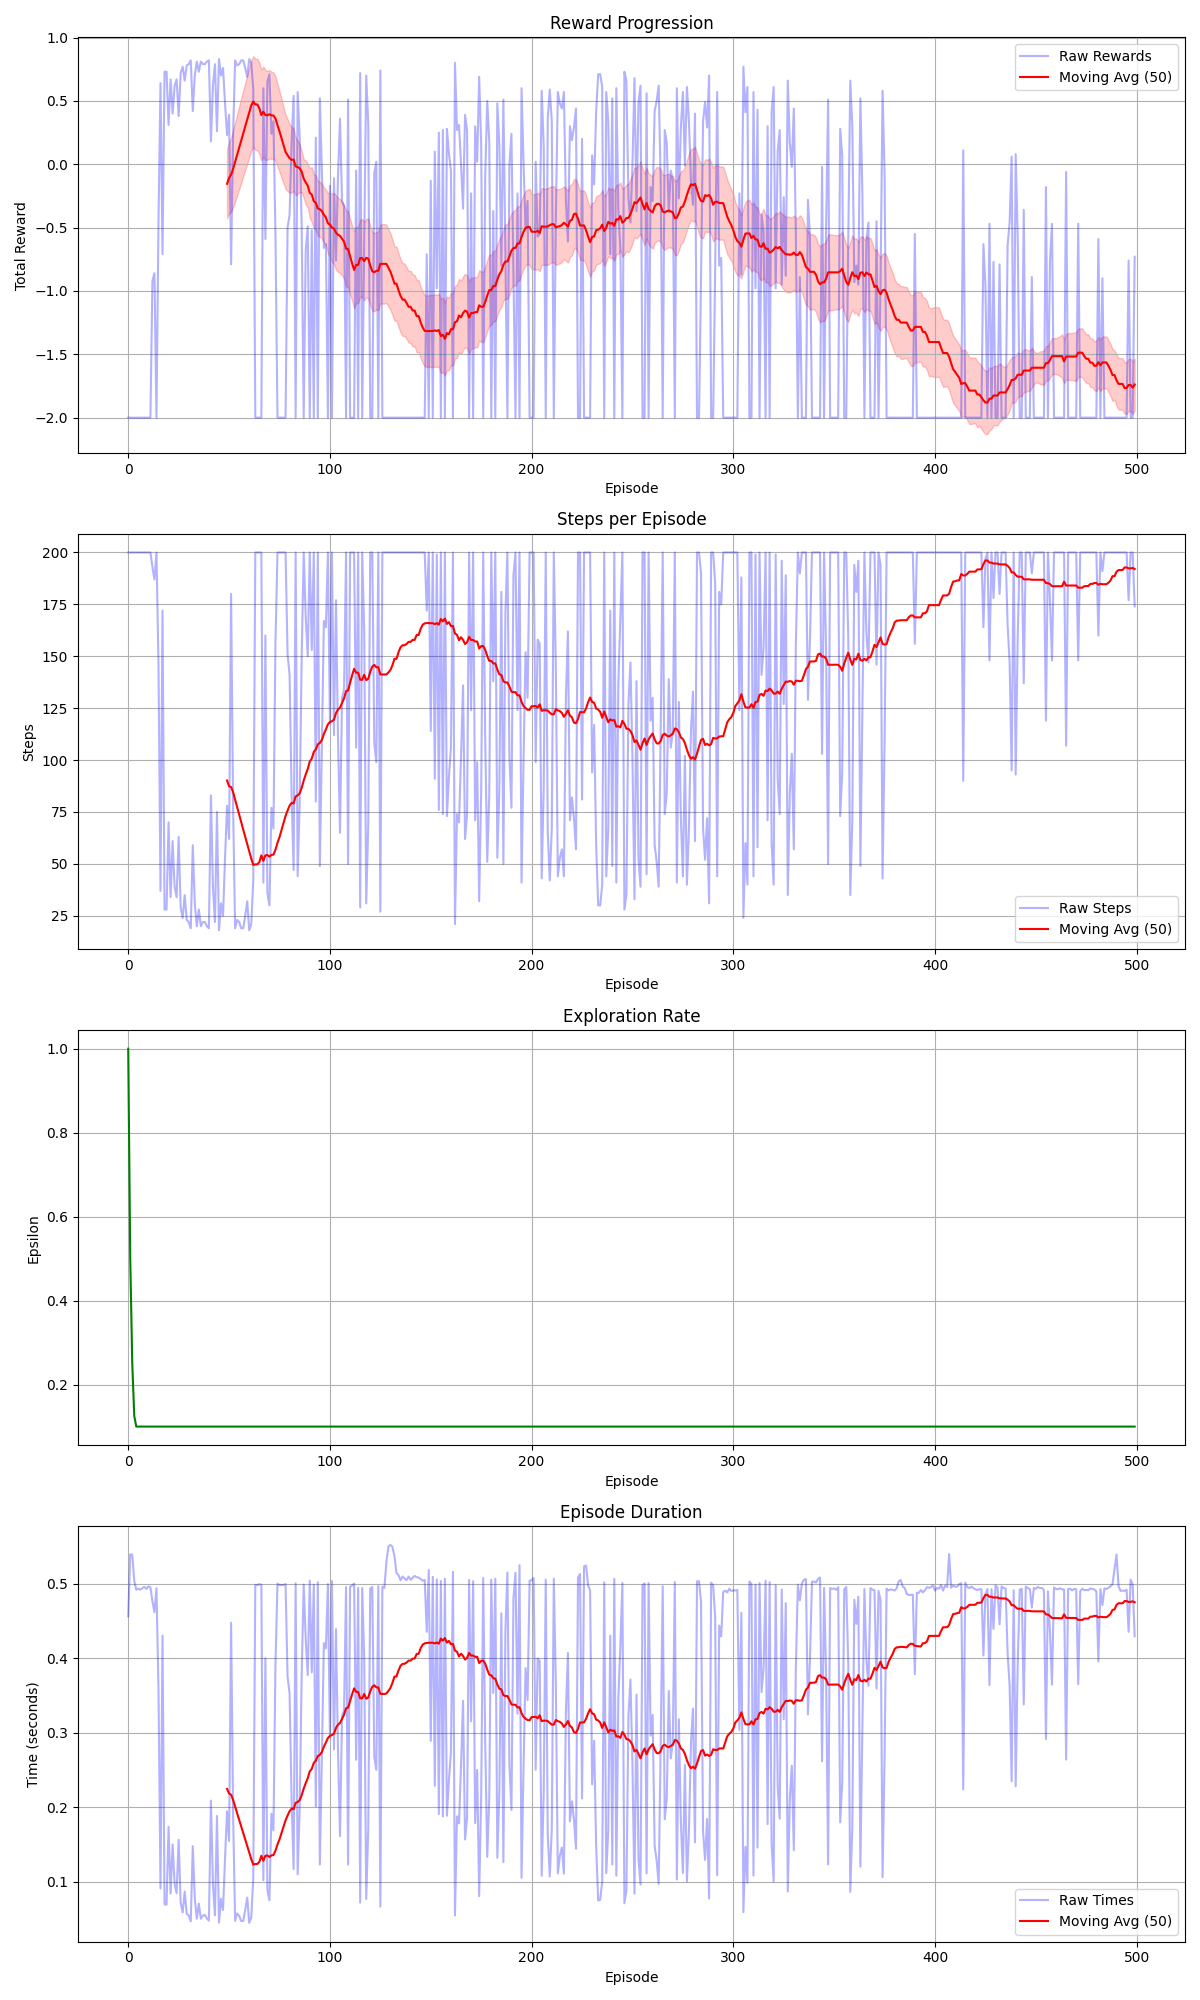 Reward Progression
1.0
0.5
0.0
−0.5
−1.0
−1.5
−2.0
Total Reward
Raw Rewards
Moving Avg (50)
0 100 200 300 400 500
Episode
Steps per Episode
200
175
150
125
100
75
50
25
Steps
Raw Steps
Moving Avg (50)
0 100 200 300 400 500
Episode
Exploration Rate
1.0
0.8
0.6
0.4
0.2
Epsilon
0 100 200 300 400 500
Episode
Episode Duration
0.5
0.4
0.3
0.2
0.1
Time (seconds)
Raw Times
Moving Avg (50)
0 100 200 300 400 500
Episode